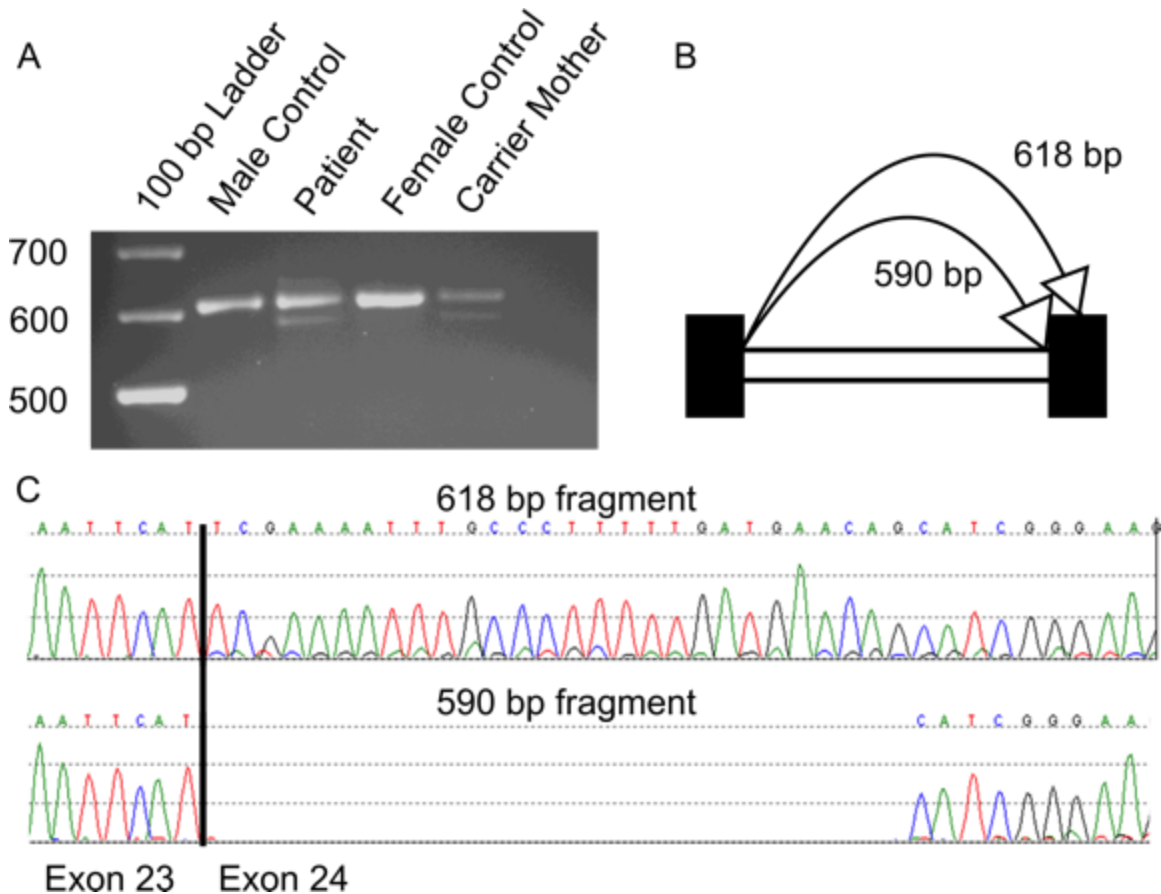 A
B
100 bp Ladder
Male Control
Patient
Female Control
Carrier Mother
700
600
500
618 bp
590 bp
C
618 bp fragment
A A T T C A T T C G A A A A T T T G C C C T T T T T G A T G A A C A G C A T C G G G A A G
590 bp fragment
A A T T C A T C A T C G G G A A
Exon 23 Exon 24